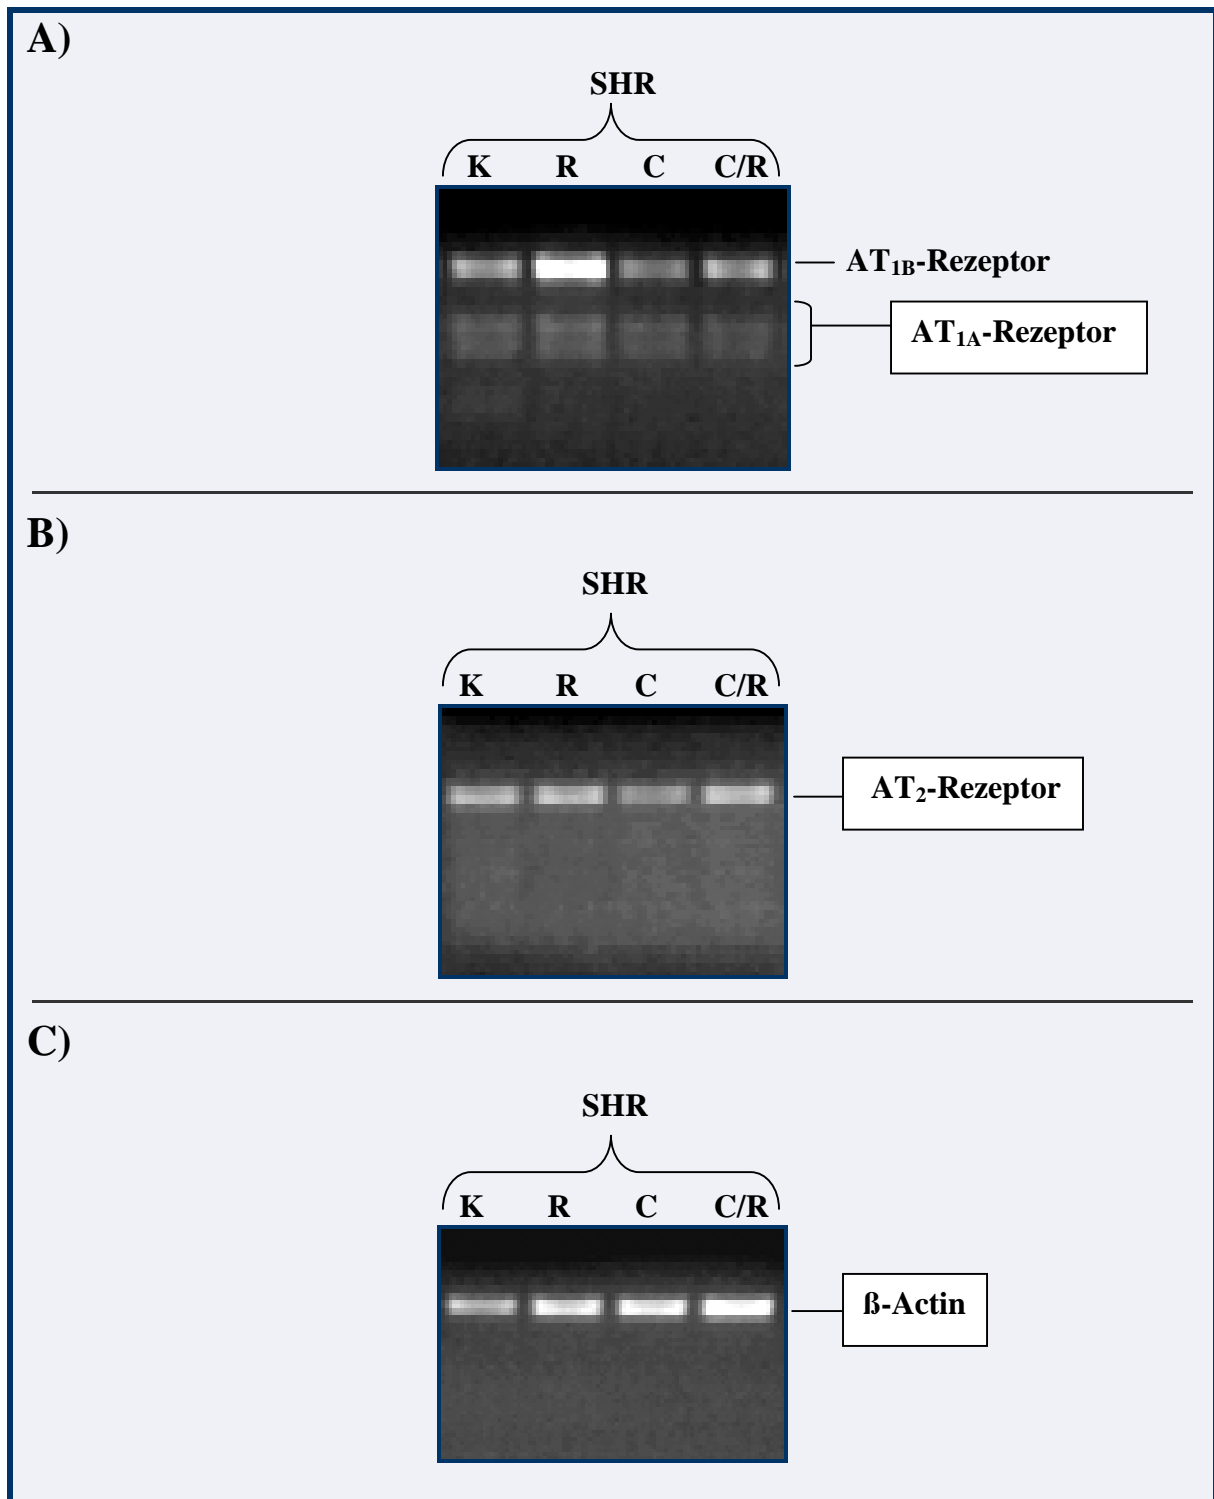 A)
SHR
K R C C/R
AT1B-Rezeptor
AT1A-Rezeptor
B)
SHR
K R C C/R
AT2-Rezeptor
C)
SHR
K R C C/R
ß-Actin